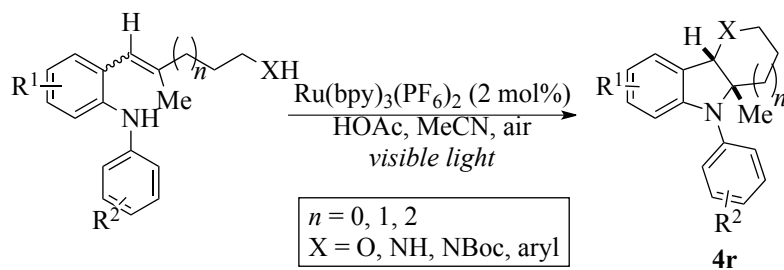 H
R¹
( )n
XH
Me
NH
R²
Ru(bpy)₃(PF₆)₂ (2 mol%)
HOAc, MeCN, air
visible light
n = 0, 1, 2
X = O, NH, NBoc, aryl
X
H
R¹
( )n
N
Me
R²
4r